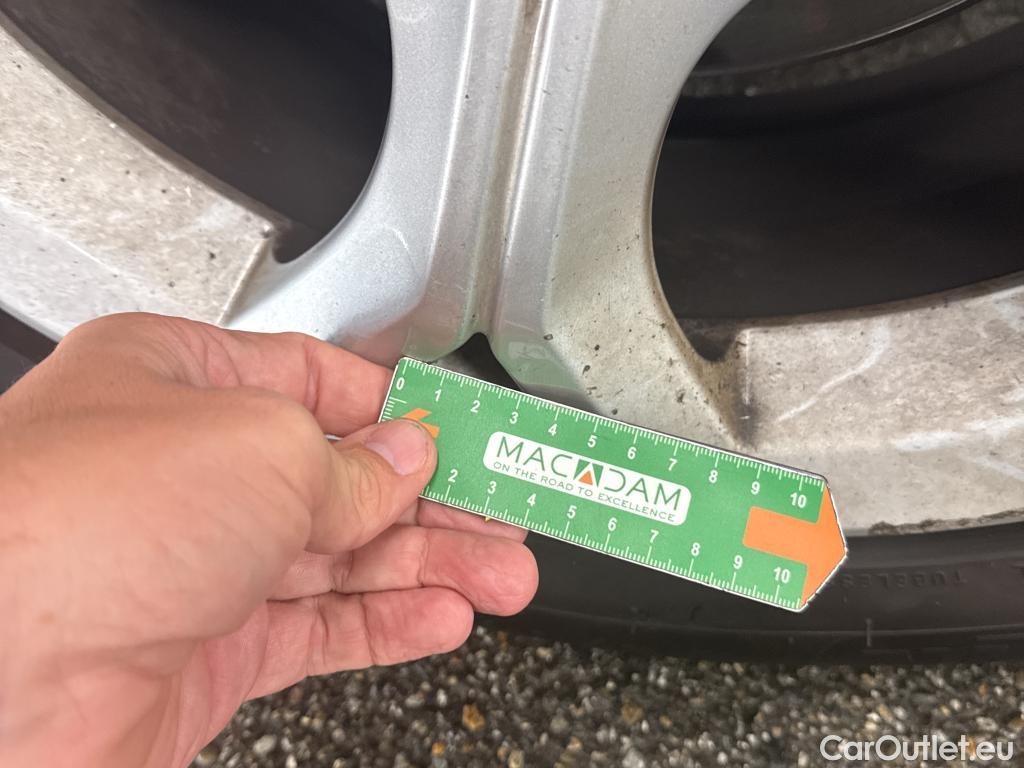 0 1 2 3 4 5 6 7 8 9 10
MACADAM
ON THE ROAD TO EXCELLENCE
2 3 4 5 6 7 8 9 10
TUBELESS
CarOutlet.eu